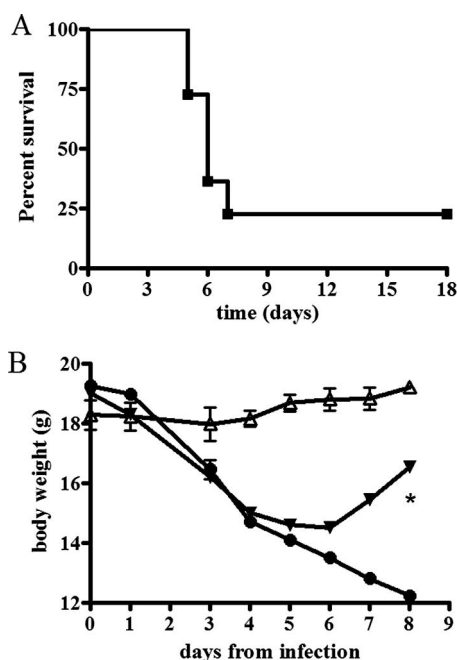 A
Percent survival
100
75
50
25
0
0 3 6 9 12 15 18
time (days)
B
body weight (g)
20
18
16
14
12
*
0 1 2 3 4 5 6 7 8 9
days from infection